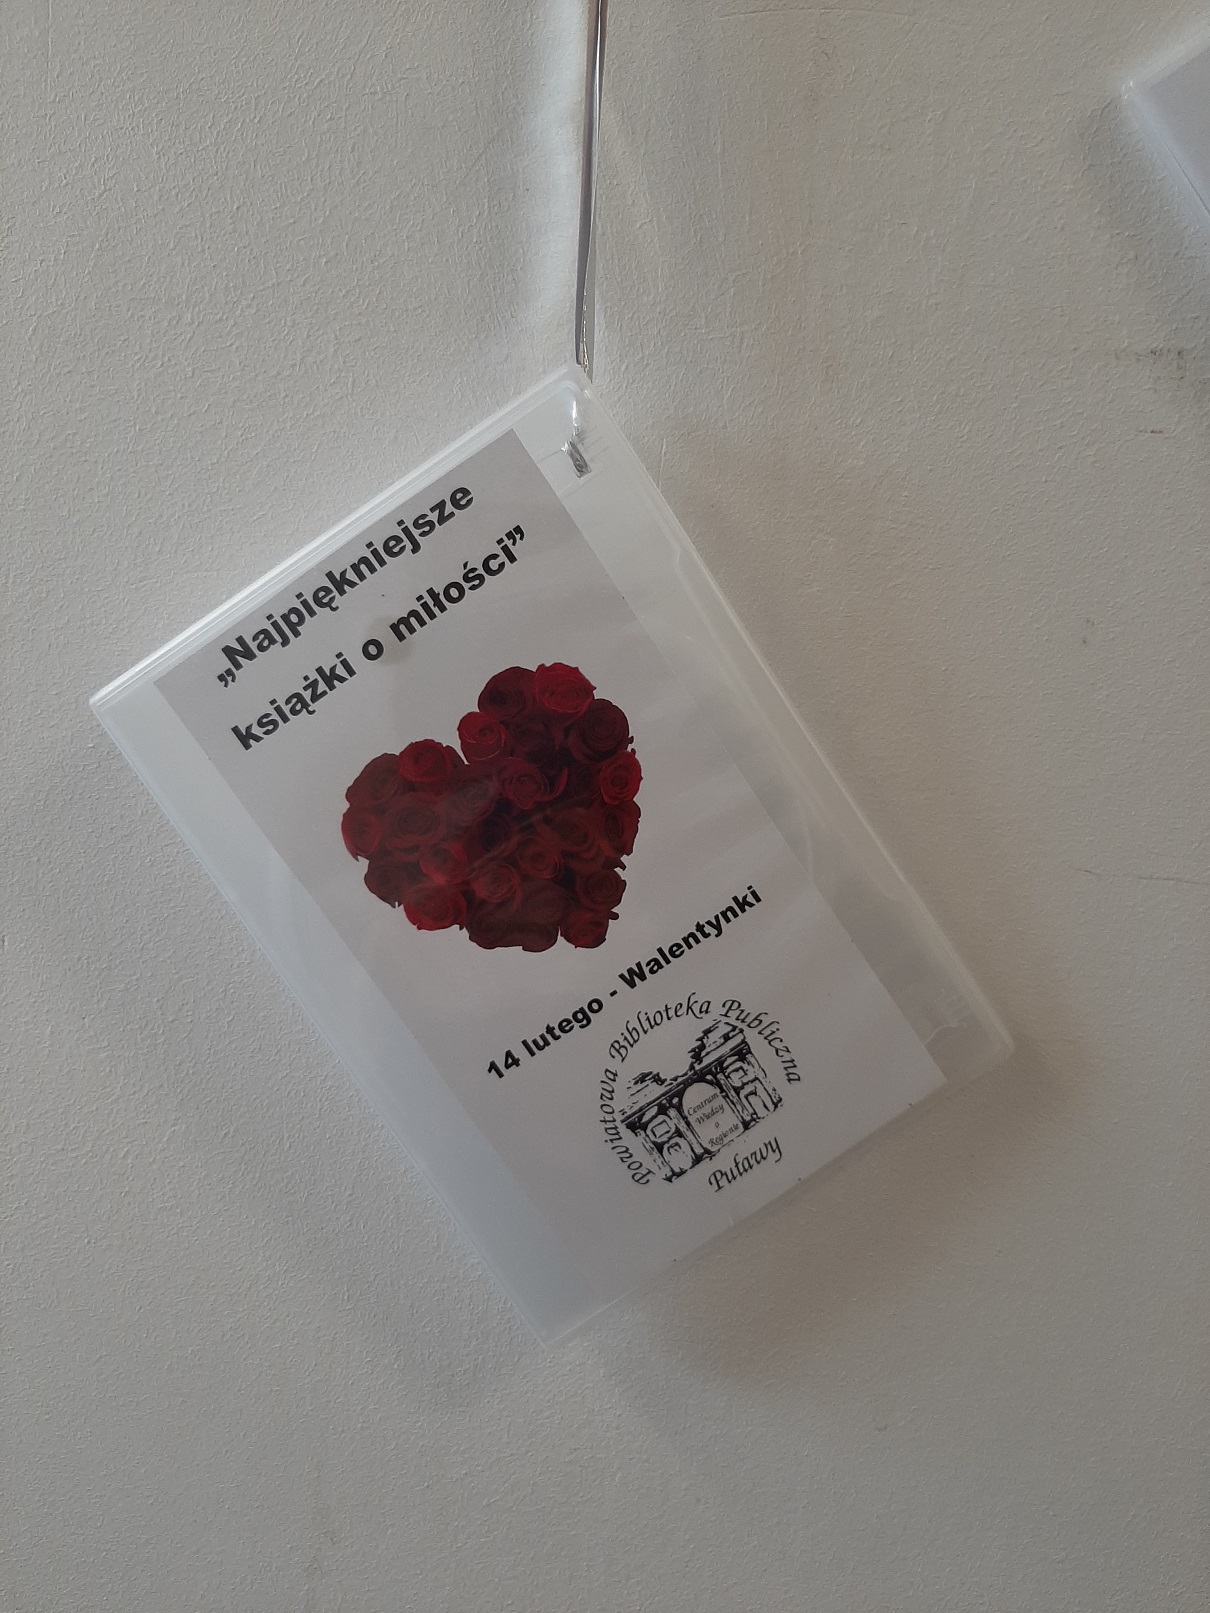 „Najpiękniejsze
książki o miłości”
14 lutego - Walentynki
Powiatowa Biblioteka Publiczna
Centrum
Wiedzy
o
Regionie
Puławy